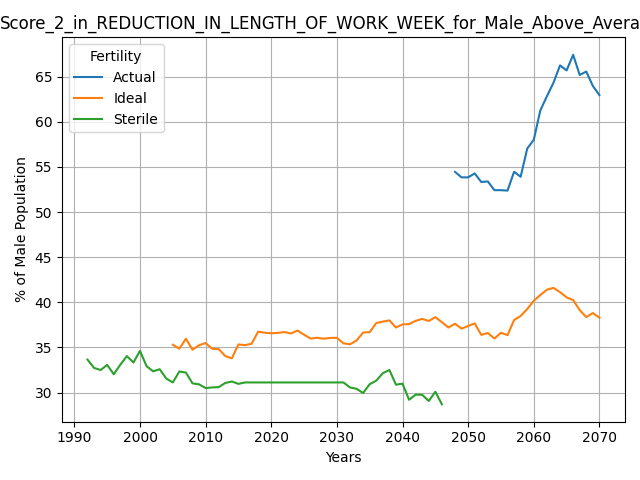 Score_2_in_REDUCTION_IN_LENGTH_OF_WORK_WEEK_for_Male_Above_Avera
Fertility
Actual
Ideal
Sterile
% of Male Population
65
60
55
50
45
40
35
30
1990 2000 2010 2020 2030 2040 2050 2060 2070
Years